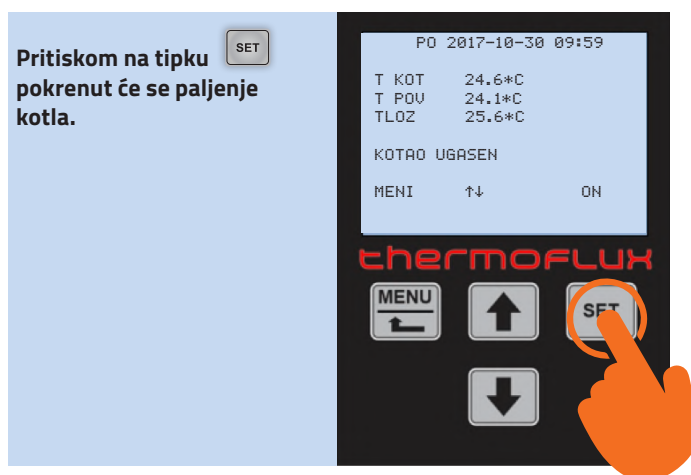 Pritiskom na tipku SET
pokrenut će se paljenje
kotla.
PO 2017-10-30 09:59
T KOT 24.6*C
T POV 24.1*C
TLOZ 25.6*C
KOTAO UGASEN
MENI ↑↓ ON
thermoflux
MENU
SET